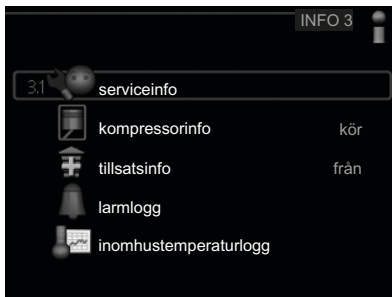 INFO 3
3.1 serviceinfo
kompressorinfo kör
tillsatsinfo från
larmlogg
inomhustemperaturlogg